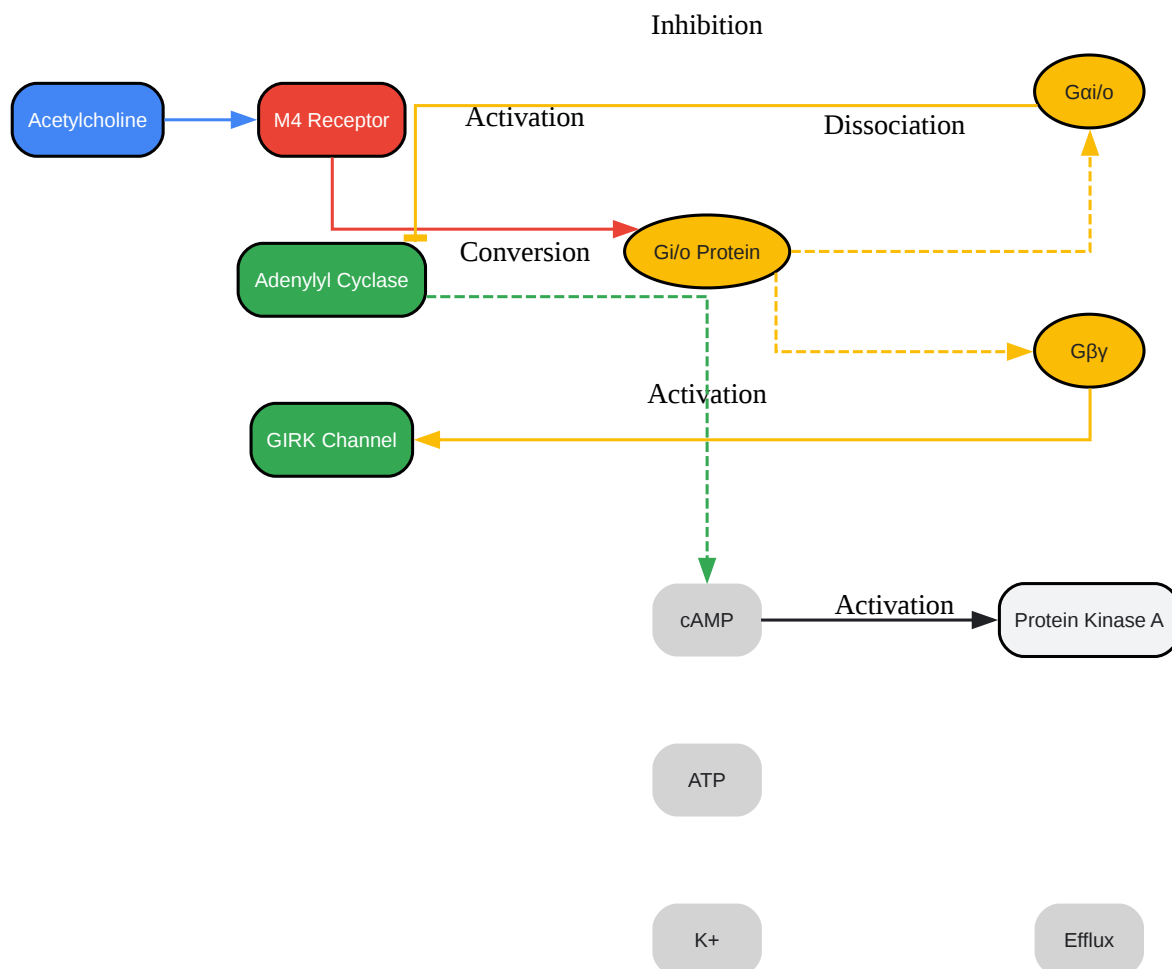 Inhibition
Acetylcholine
M4 Receptor
Activation
Dissociation
Gαi/o
Adenylyl Cyclase
Conversion
Gi/o Protein
Gβγ
Activation
GIRK Channel
cAMP
Activation
Protein Kinase A
ATP
K+
Efflux